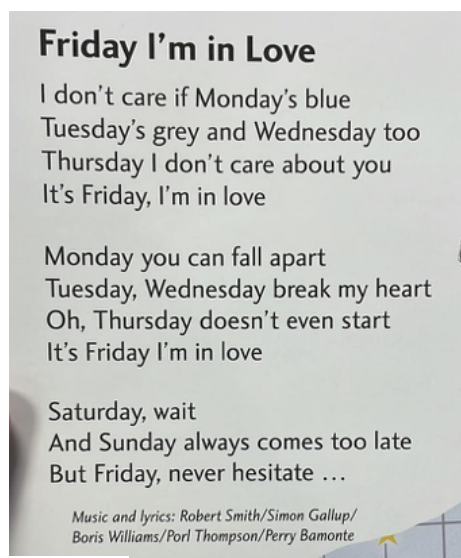 Friday I'm in Love
I don't care if Monday's blue
Tuesday's grey and Wednesday too
Thursday I don't care about you
It's Friday, I'm in love
Monday you can fall apart
Tuesday, Wednesday break my heart
Oh, Thursday doesn't even start
It's Friday I'm in love
Saturday, wait
And Sunday always comes too late
But Friday, never hesitate ...
Music and lyrics: Robert Smith/Simon Gallup/
Boris Williams/Porl Thompson/Perry Bamonte